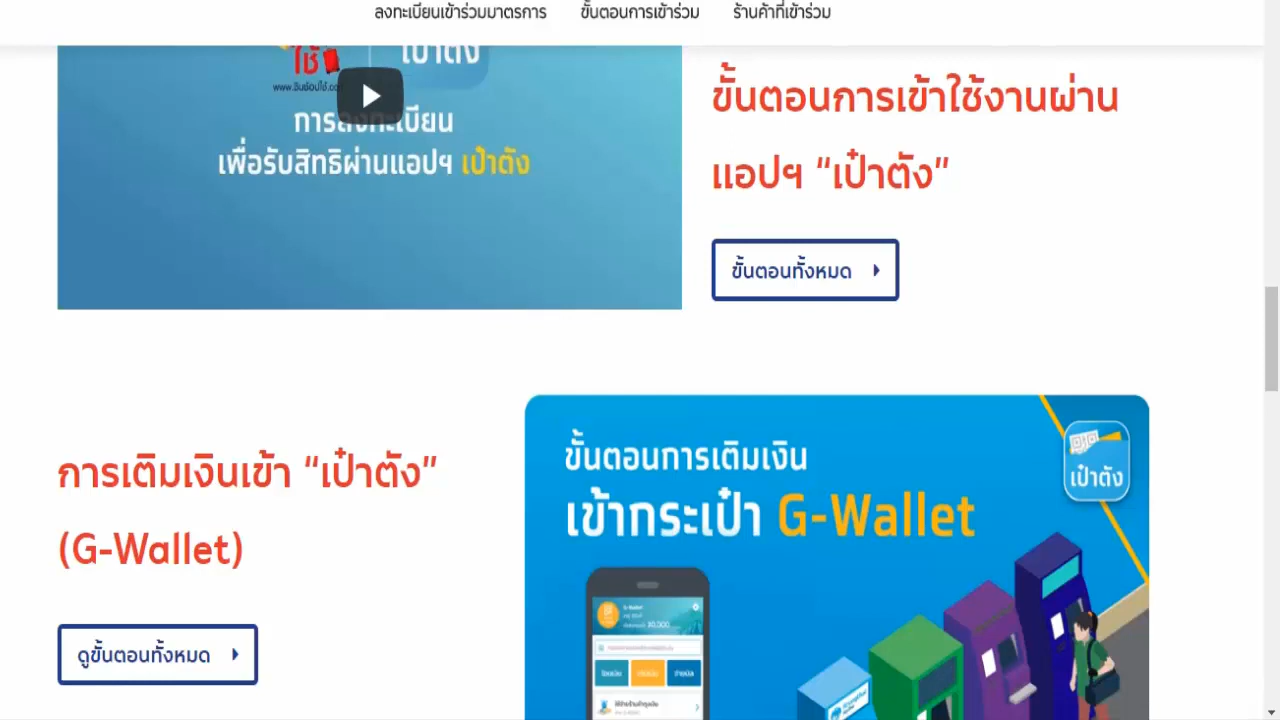 ลงทะเบียนเข้าร่วมมาตรการ
ขั้นตอนการเข้าร่วม
ร้านค้าที่เข้าร่วม
ใช้
เป๋าตัง
การลงทะเบียน
เพื่อรับสิทธิผ่านแอปฯ เป๋าตัง
ขั้นตอนการเข้าใช้งานผ่าน
แอปฯ “เป๋าตัง”
ขั้นตอนทั้งหมด
การเติมเงินเข้า “เป๋าตัง”
(G-Wallet)
ดูขั้นตอนทั้งหมด
ขั้นตอนการเติมเงิน
เข้ากระเป๋า G-Wallet
เป๋าตัง